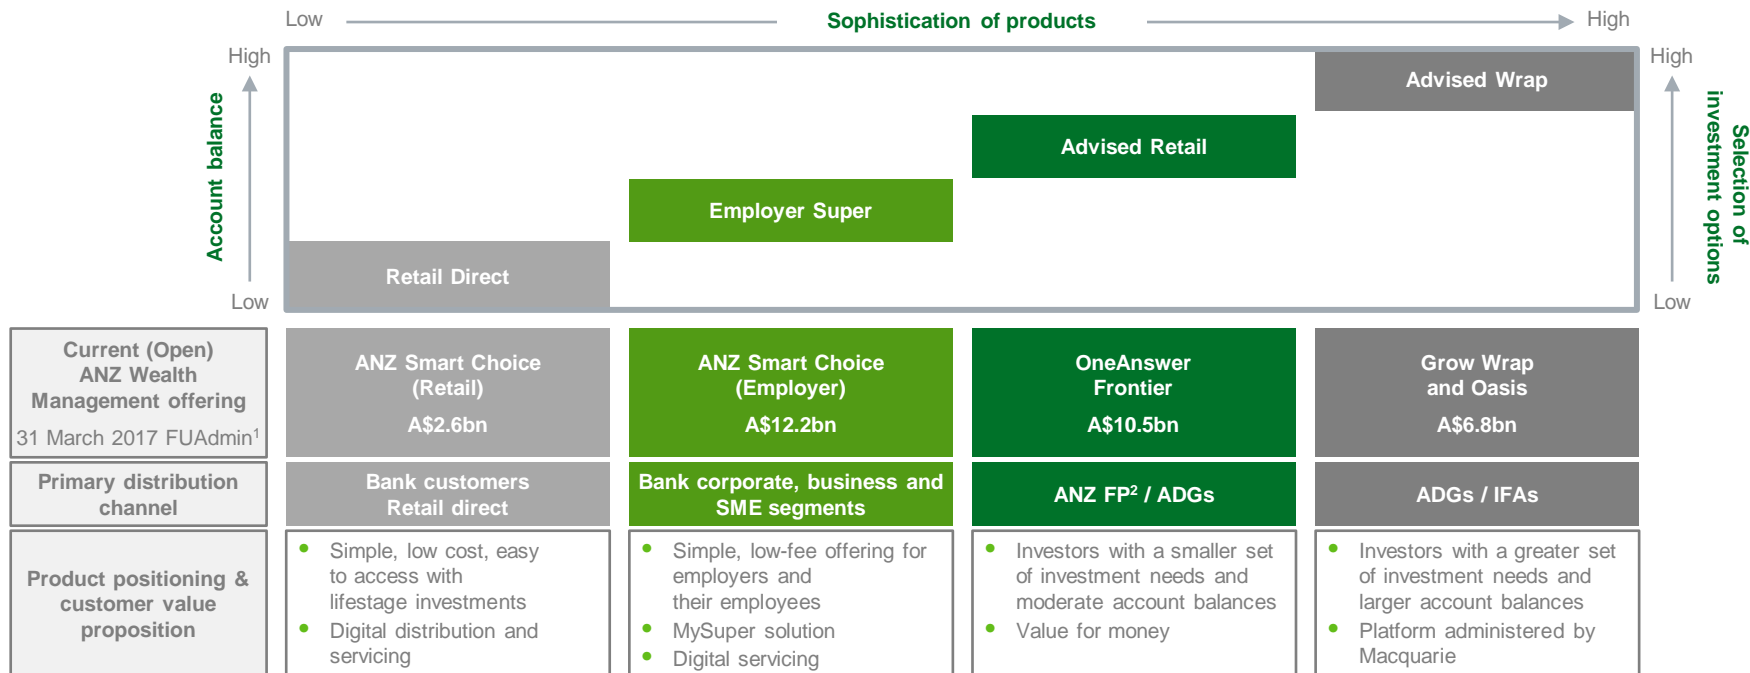 Low
Sophistication of products
High
High
High
Account balance
Selection of
investment options
Advised Wrap
Advised Retail
Employer Super
Retail Direct
Low
Low
Current (Open)
ANZ Wealth
Management offering
31 March 2017 FUAdmin¹
ANZ Smart Choice
(Retail)
A$2.6bn
ANZ Smart Choice
(Employer)
A$12.2bn
OneAnswer
Frontier
A$10.5bn
Grow Wrap
and Oasis
A$6.8bn
Primary distribution
channel
Bank customers
Retail direct
Bank corporate, business and
SME segments
ANZ FP² / ADGs
ADGs / IFAs
Product positioning &
customer value
proposition
• Simple, low cost, easy
to access with
lifestage investments
• Digital distribution and
servicing
• Simple, low-fee offering for
employers and
their employees
• MySuper solution
• Digital servicing
• Investors with a smaller set
of investment needs and
moderate account balances
• Value for money
• Investors with a greater set
of investment needs and
larger account balances
• Platform administered by
Macquarie